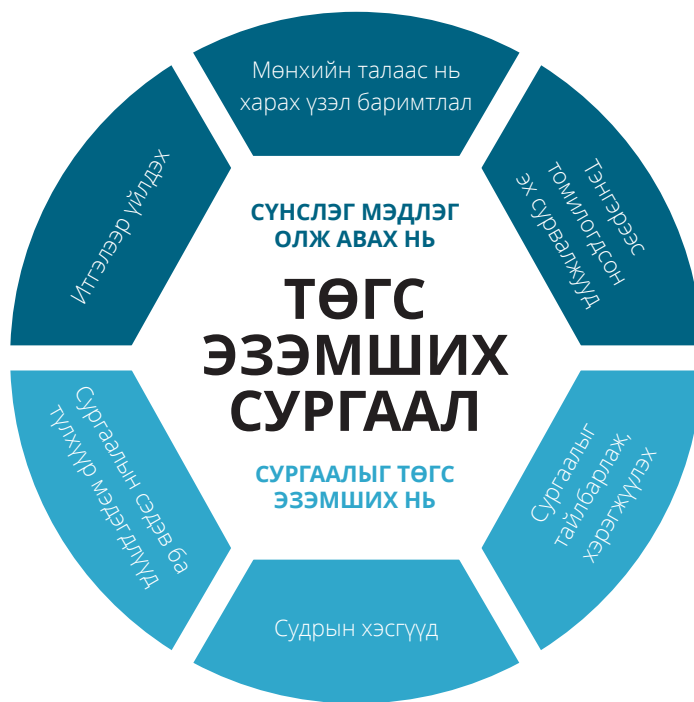 Мөнхийн талаас нь
харах үзэл баримтлал
Тэнгэрээс
томилогдсон
эх сурвалжууд
Итгэлээр үйлдэх
СҮНСЛЭГ МЭДЛЭГ
ОЛЖ АВАХ НЬ
ТӨГС
ЭЗЭМШИХ
СУРГААЛ
СУРГААЛЫГ ТӨГС
ЭЗЭМШИХ НЬ
Сургаалын сэдэв ба
түлхүүр мэдэгдлүүд
Сургаалыг
тайлбарлаж,
хэрэгжүүлэх
Судрын хэсгүүд